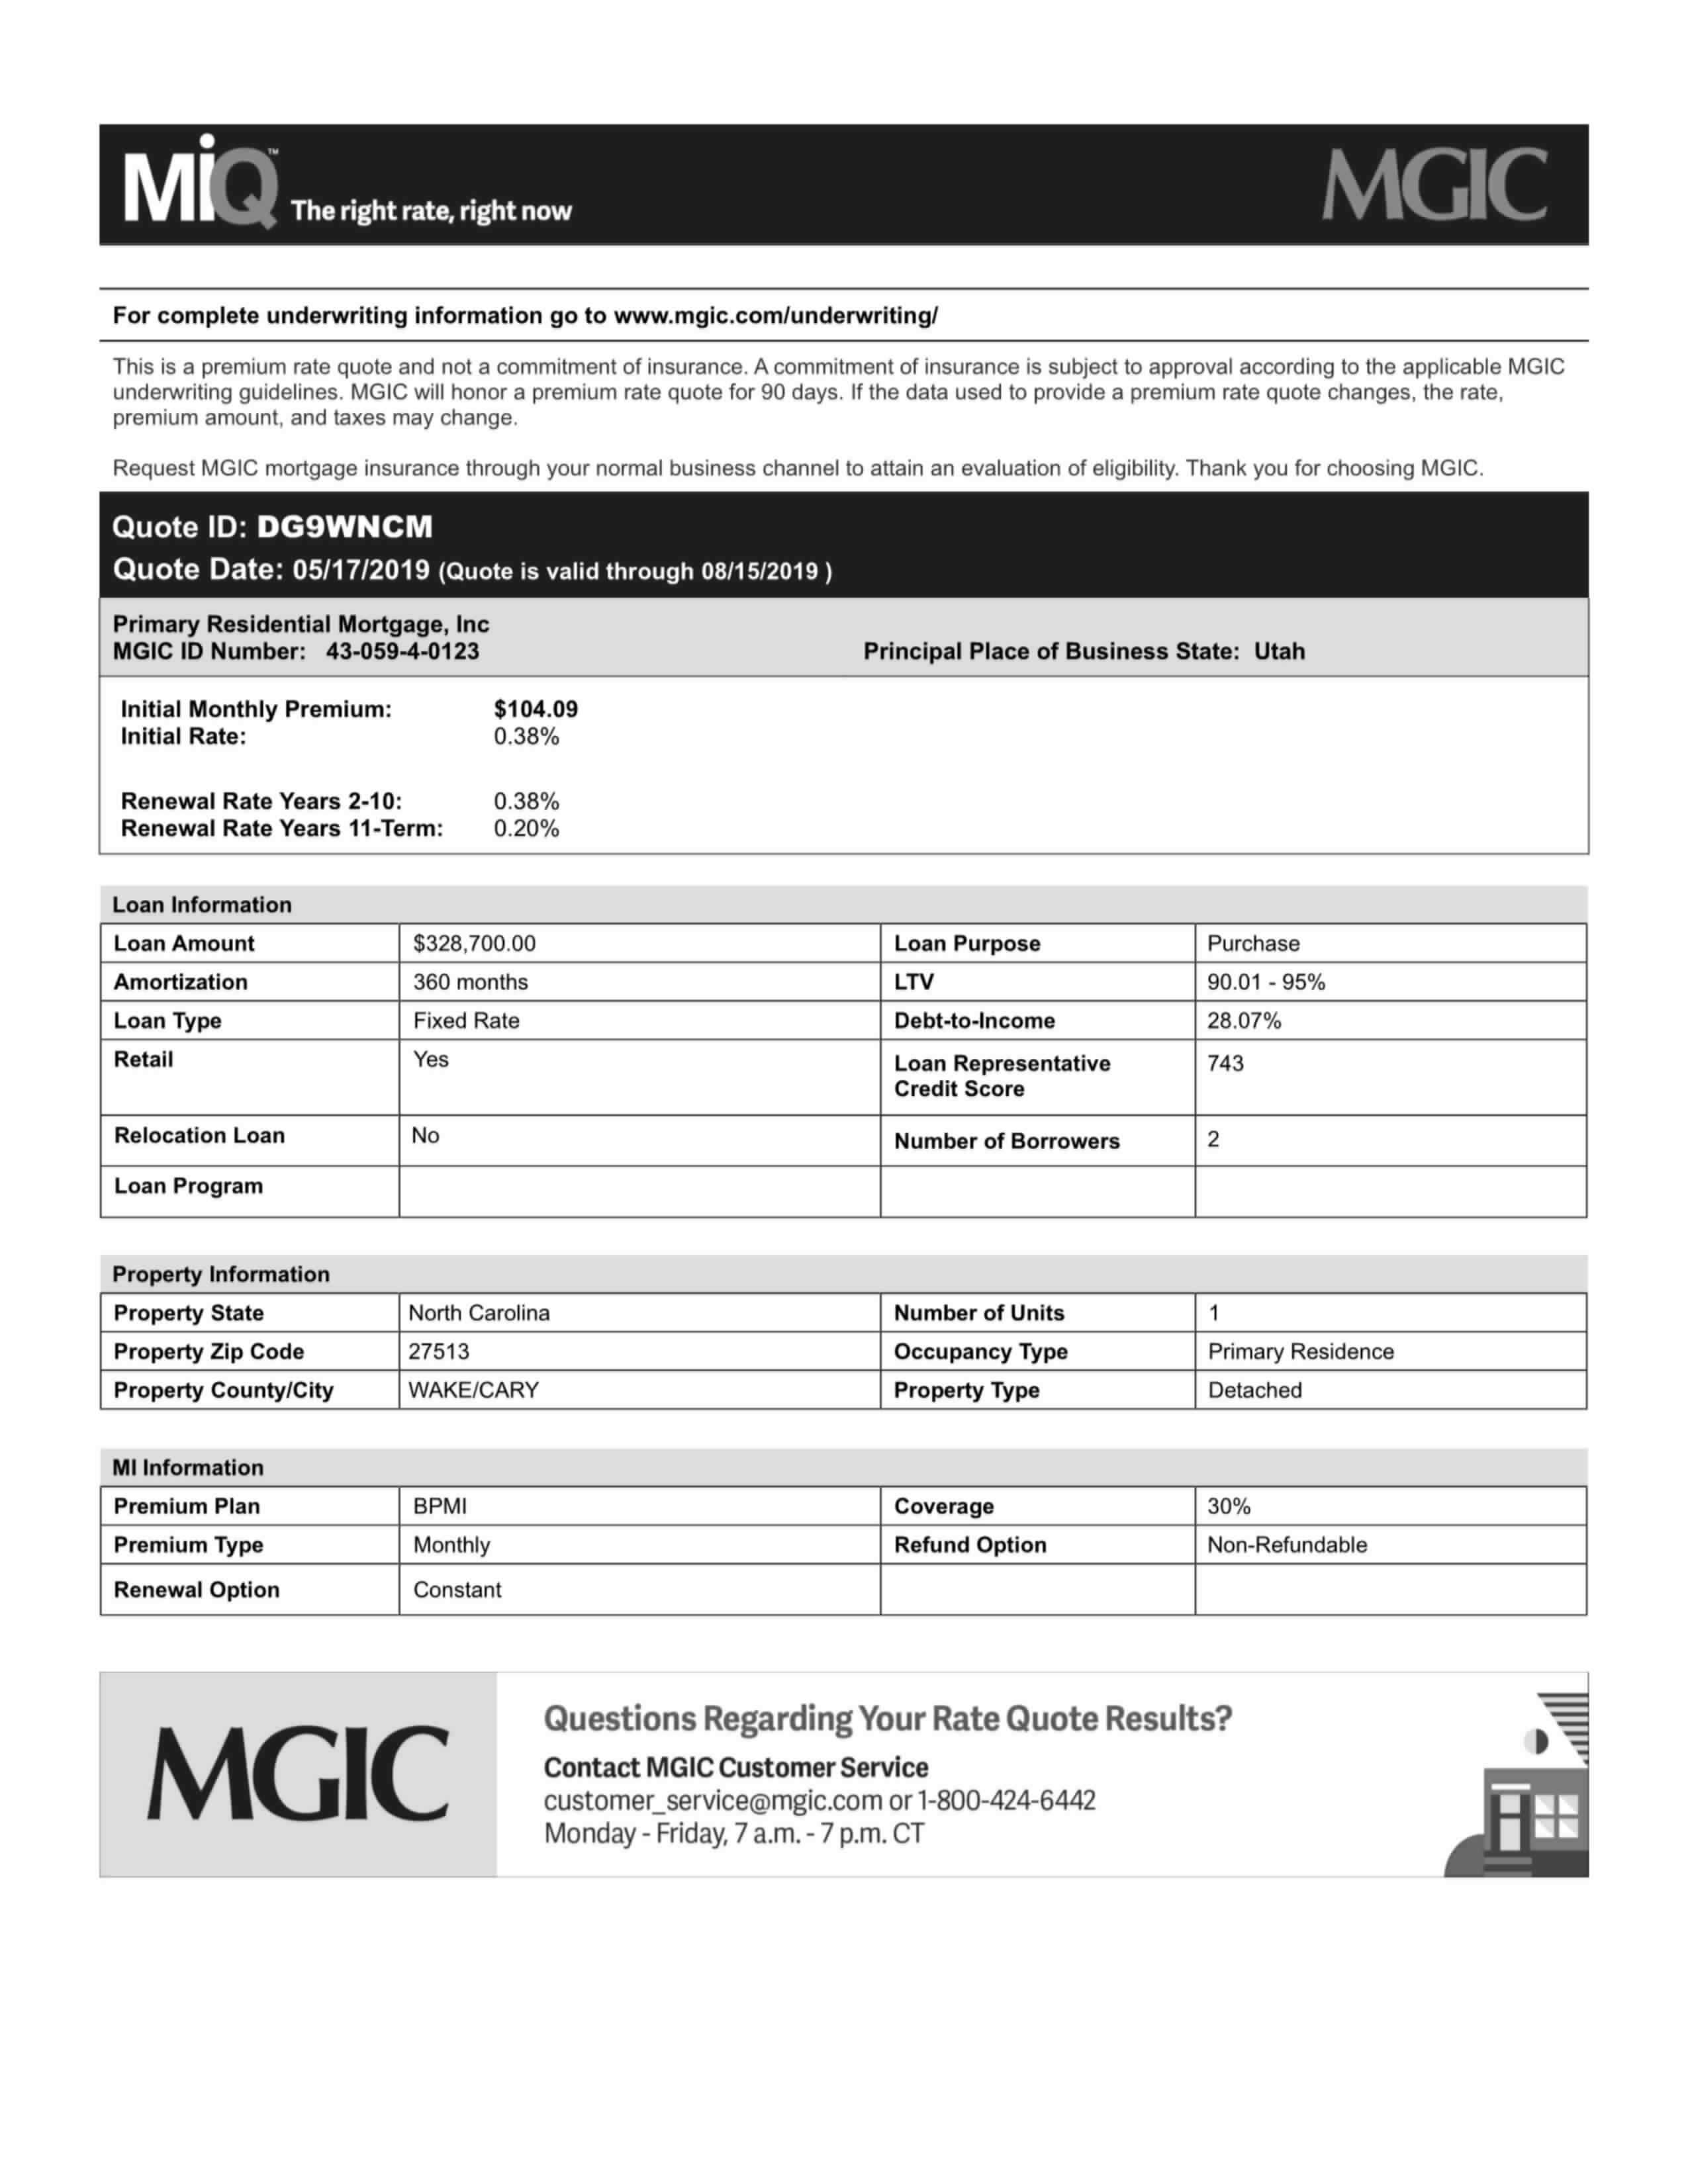 MiQ™ The right rate, right now
MGIC
For complete underwriting information go to www.mgic.com/underwriting/
This is a premium rate quote and not a commitment of insurance. A commitment of insurance is subject to approval according to the applicable MGIC
underwriting guidelines. MGIC will honor a premium rate quote for 90 days. If the data used to provide a premium rate quote changes, the rate,
premium amount, and taxes may change.
Request MGIC mortgage insurance through your normal business channel to attain an evaluation of eligibility. Thank you for choosing MGIC.
Quote ID: DG9WNCM
Quote Date: 05/17/2019 (Quote is valid through 08/15/2019 )
Primary Residential Mortgage, Inc
MGIC ID Number: 43-059-4-0123 Principal Place of Business State: Utah
Initial Monthly Premium: $104.09
Initial Rate: 0.38%
Renewal Rate Years 2-10: 0.38%
Renewal Rate Years 11-Term: 0.20%
Loan Information
Loan Amount $328,700.00 Loan Purpose Purchase
Amortization 360 months LTV 90.01 - 95%
Loan Type Fixed Rate Debt-to-Income 28.07%
Retail Yes Loan Representative 743
Credit Score
Relocation Loan No Number of Borrowers 2
Loan Program
Property Information
Property State North Carolina Number of Units 1
Property Zip Code 27513 Occupancy Type Primary Residence
Property County/City WAKE/CARY Property Type Detached
MI Information
Premium Plan BPMI Coverage 30%
Premium Type Monthly Refund Option Non-Refundable
Renewal Option Constant
MGIC
Questions Regarding Your Rate Quote Results?
Contact MGIC Customer Service
customer_service@mgic.com or 1-800-424-6442
Monday - Friday, 7 a.m. - 7 p.m. CT